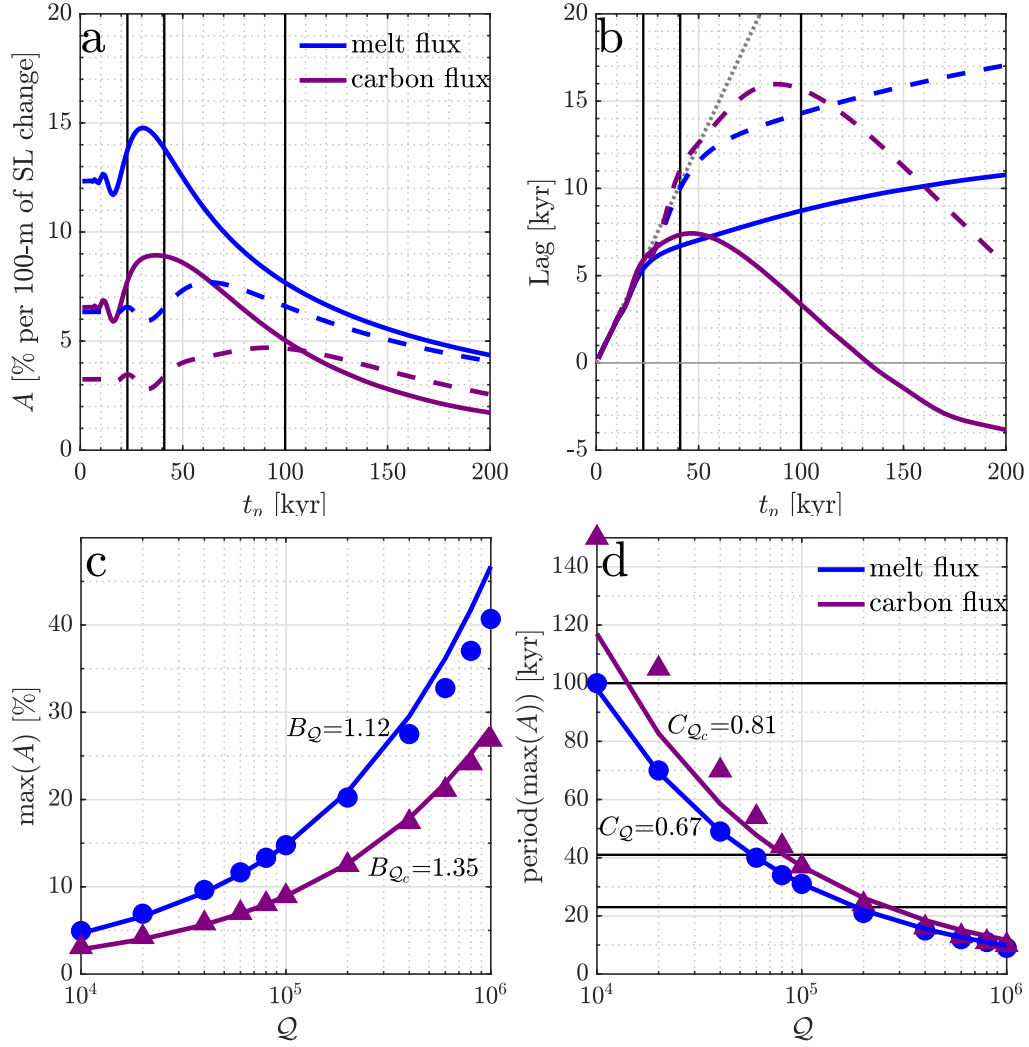 a
melt flux
carbon flux
A [% per 100-m of SL change]
20
15
10
5
0
0 50 100 150 200
t_p [kyr]
b
Lag [kyr]
20
15
10
5
0
-5
0 50 100 150 200
t_p [kyr]
c
max(A) [%]
40
30
20
10
0
B_𝒬=1.12
B_𝒬_c=1.35
10^4 10^5 10^6
𝒬
d
melt flux
carbon flux
period(max(A)) [kyr]
140
120
100
80
60
40
20
0
C_𝒬_c=0.81
C_𝒬=0.67
10^4 10^5 10^6
𝒬